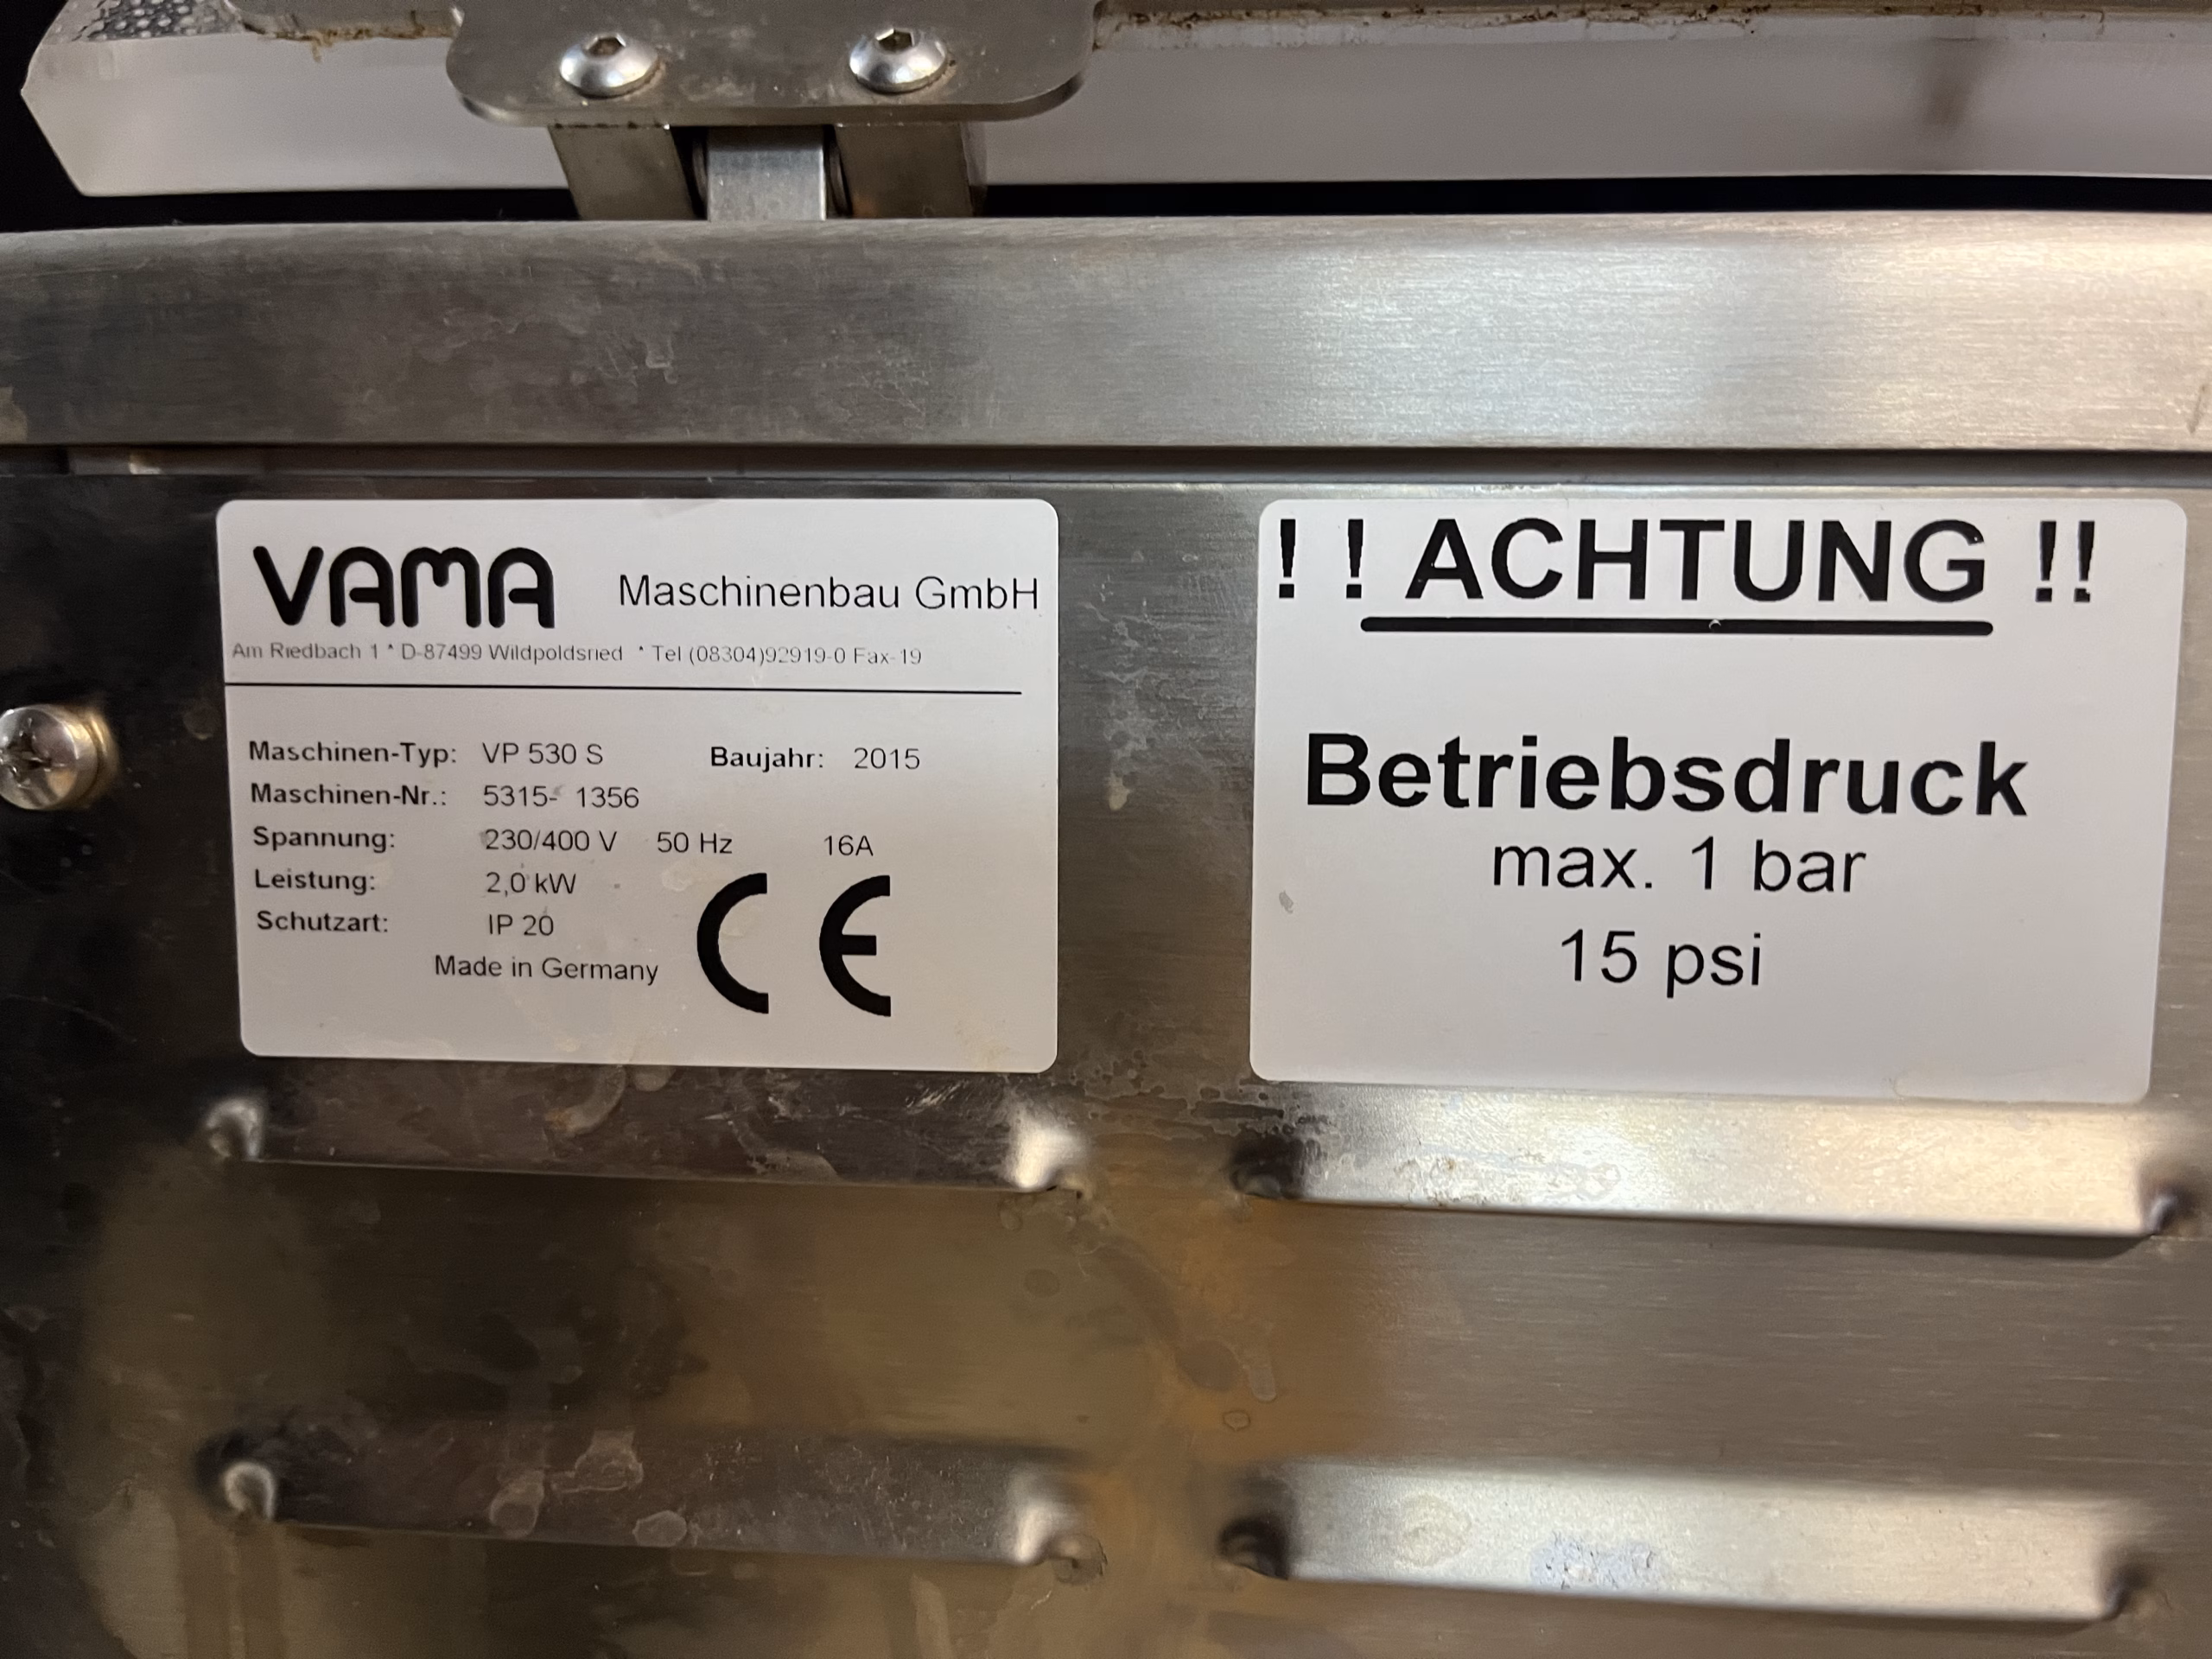 VAMA Maschinenbau GmbH
Am Riedbach 1 * D-87499 Wildpoldsried * Tel (08304)92919-0 Fax-19
Maschinen-Typ: VP 530 S Baujahr: 2015
Maschinen-Nr.: 5315- 1356
Spannung: 230/400 V 50 Hz 16A
Leistung: 2,0 kW
Schutzart: IP 20
Made in Germany CE
! ! ACHTUNG !!
Betriebsdruck
max. 1 bar
15 psi